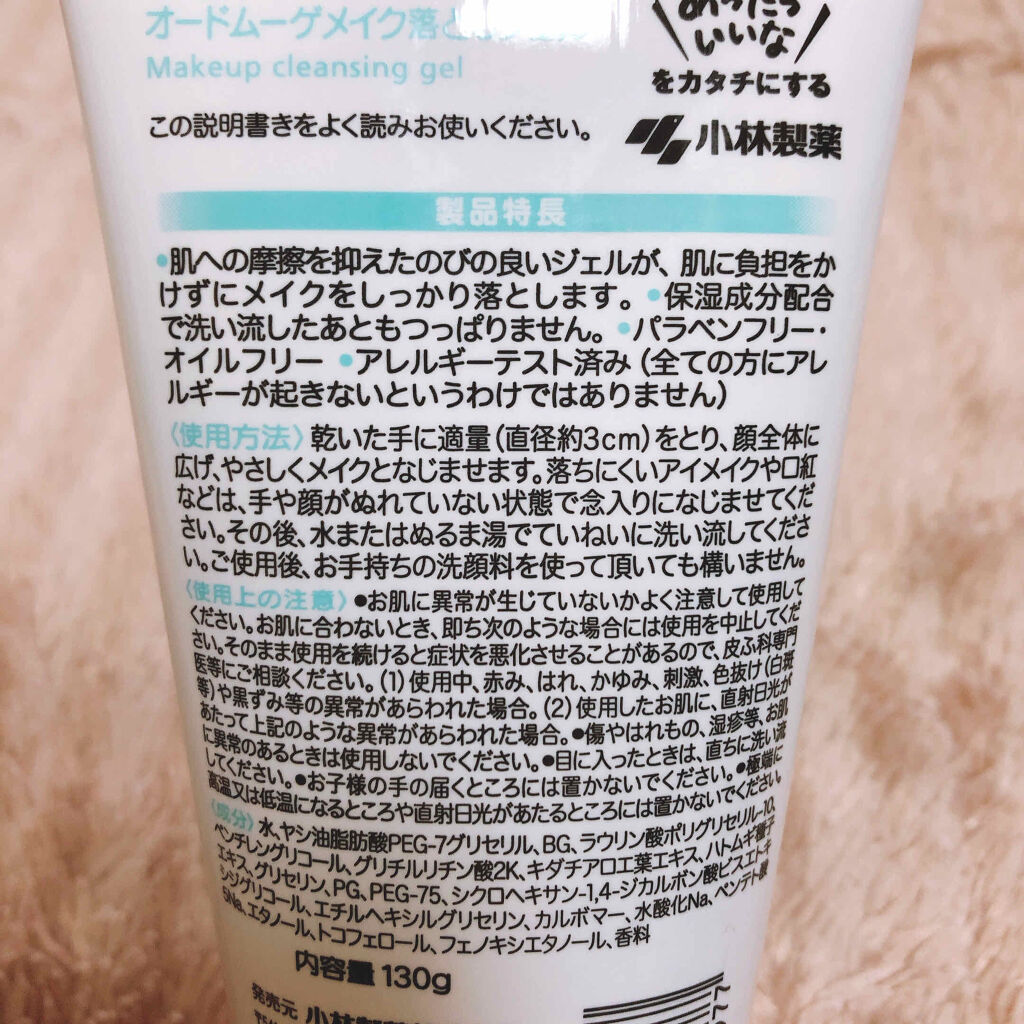 オードムーゲメイク落と
いいな
をカタチにする
Makeup cleansing gel
この説明書きをよく読みお使いください。
小林製薬
製品特長
●肌への摩擦を抑えたのびの良いジェルが、肌に負担をか
けずにメイクをしっかり落とします。●保湿成分配合
で洗い流したあともつっぱりません。●パラベンフリー・
オイルフリー ●アレルギーテスト済み(全ての方にアレ
ルギーが起きないというわけではありません)
〈使用方法〉乾いた手に適量(直径約3cm)をとり、顔全体に
広げ、やさしくメイクとなじませます。落ちにくいアイメイクや口紅
などは、手や顔がぬれていない状態で念入りになじませてくだ
さい。その後、水またはぬるま湯でていねいに洗い流してくださ
い。ご使用後、お手持ちの洗顔料を使って頂いても構いません。
〈使用上の注意〉●お肌に異常が生じていないかよく注意して使用して
ください。お肌に合わないとき、即ち次のような場合には使用を中止してくだ
さい。そのまま使用を続けると症状を悪化させることがあるので、皮ふ科専門
医等にご相談ください。(1)使用中、赤み、はれ、かゆみ、刺激、色抜け(白斑
等)や黒ずみ等の異常があらわれた場合。(2)使用したお肌に、直射日光が
あたって上記のような異常があらわれた場合。●傷やはれもの、湿疹等、お肌
に異常のあるときは使用しないでください。●目に入ったときは、直ちに洗い流
してください。●お子様の手の届くところには置かないでください。●極端に
高温又は低温になるところや直射日光があたるところには置かないでください。
〈成分〉水、ヤシ油脂肪酸PEG-7グリセリル、BG、ラウリン酸ポリグリセリル-10、
ペンチレングリコール、グリチルリチン酸2K、キダチアロエ葉エキス、ハトムギ種子
エキス、グリセリン、PG、PEG-75、シクロヘキサン-1,4-ジカルボン酸ビスエトキ
シジグリコール、エチルヘキシルグリセリン、カルボマー、水酸化Na、ペンテト酸
5Na、エタノール、トコフェロール、フェノキシエタノール、香料
内容量 130g
発売元 小林製